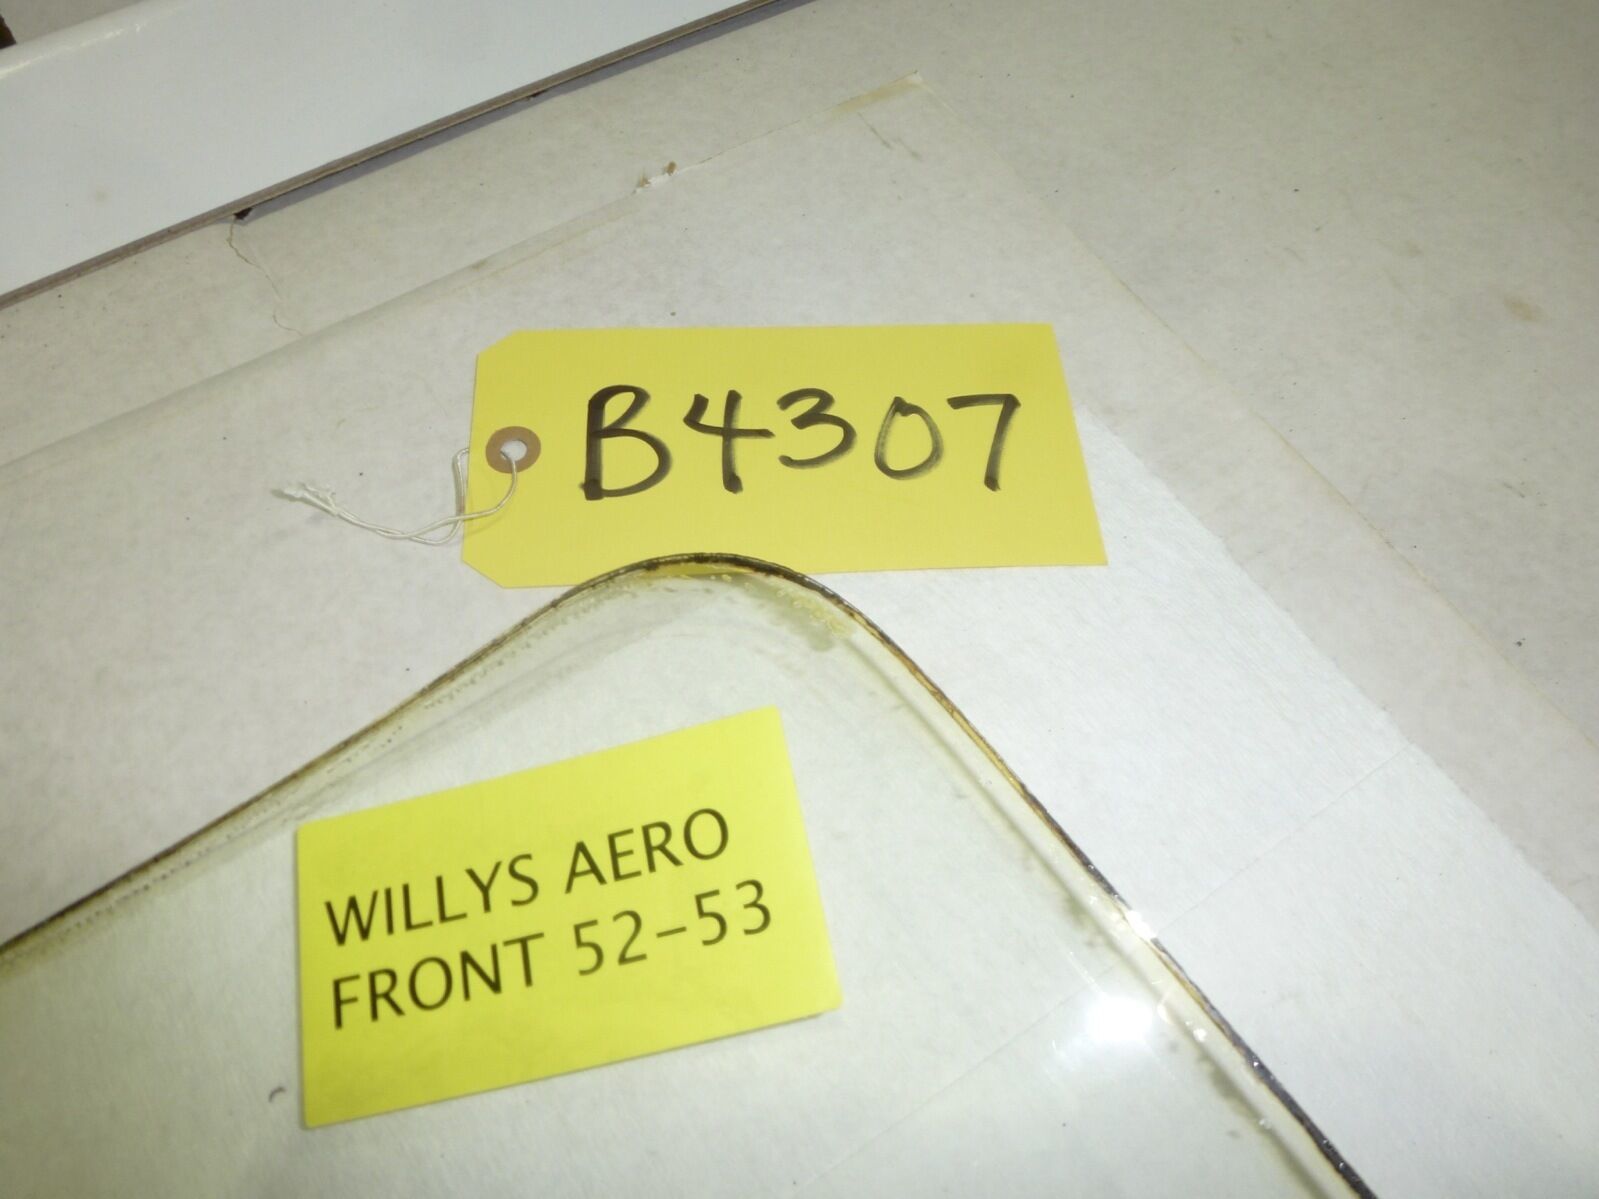 B4307
WILLYS AERO
FRONT 52-53